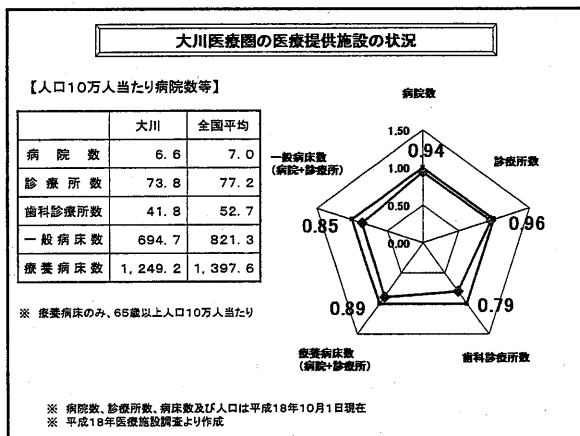 大川医療圏の医療提供施設の状況
【人口10万人当たり病院数等】
大川 全国平均
病院数 6.6 7.0
診療所数 73.8 77.2
歯科診療所数 41.8 52.7
一般病床数 694.7 821.3
療養病床数 1,249.2 1,397.6
※ 療養病床のみ、65歳以上人口10万人当たり
病院数
1.50
1.00
0.50
0.00
0.94
診療所数
0.96
歯科診療所数
0.79
療養病床数
(病院+診療所)
0.89
一般病床数
(病院+診療所)
0.85
※ 病院数、診療所数、病床数及び人口は平成18年10月1日現在
※ 平成18年医療施設調査より作成